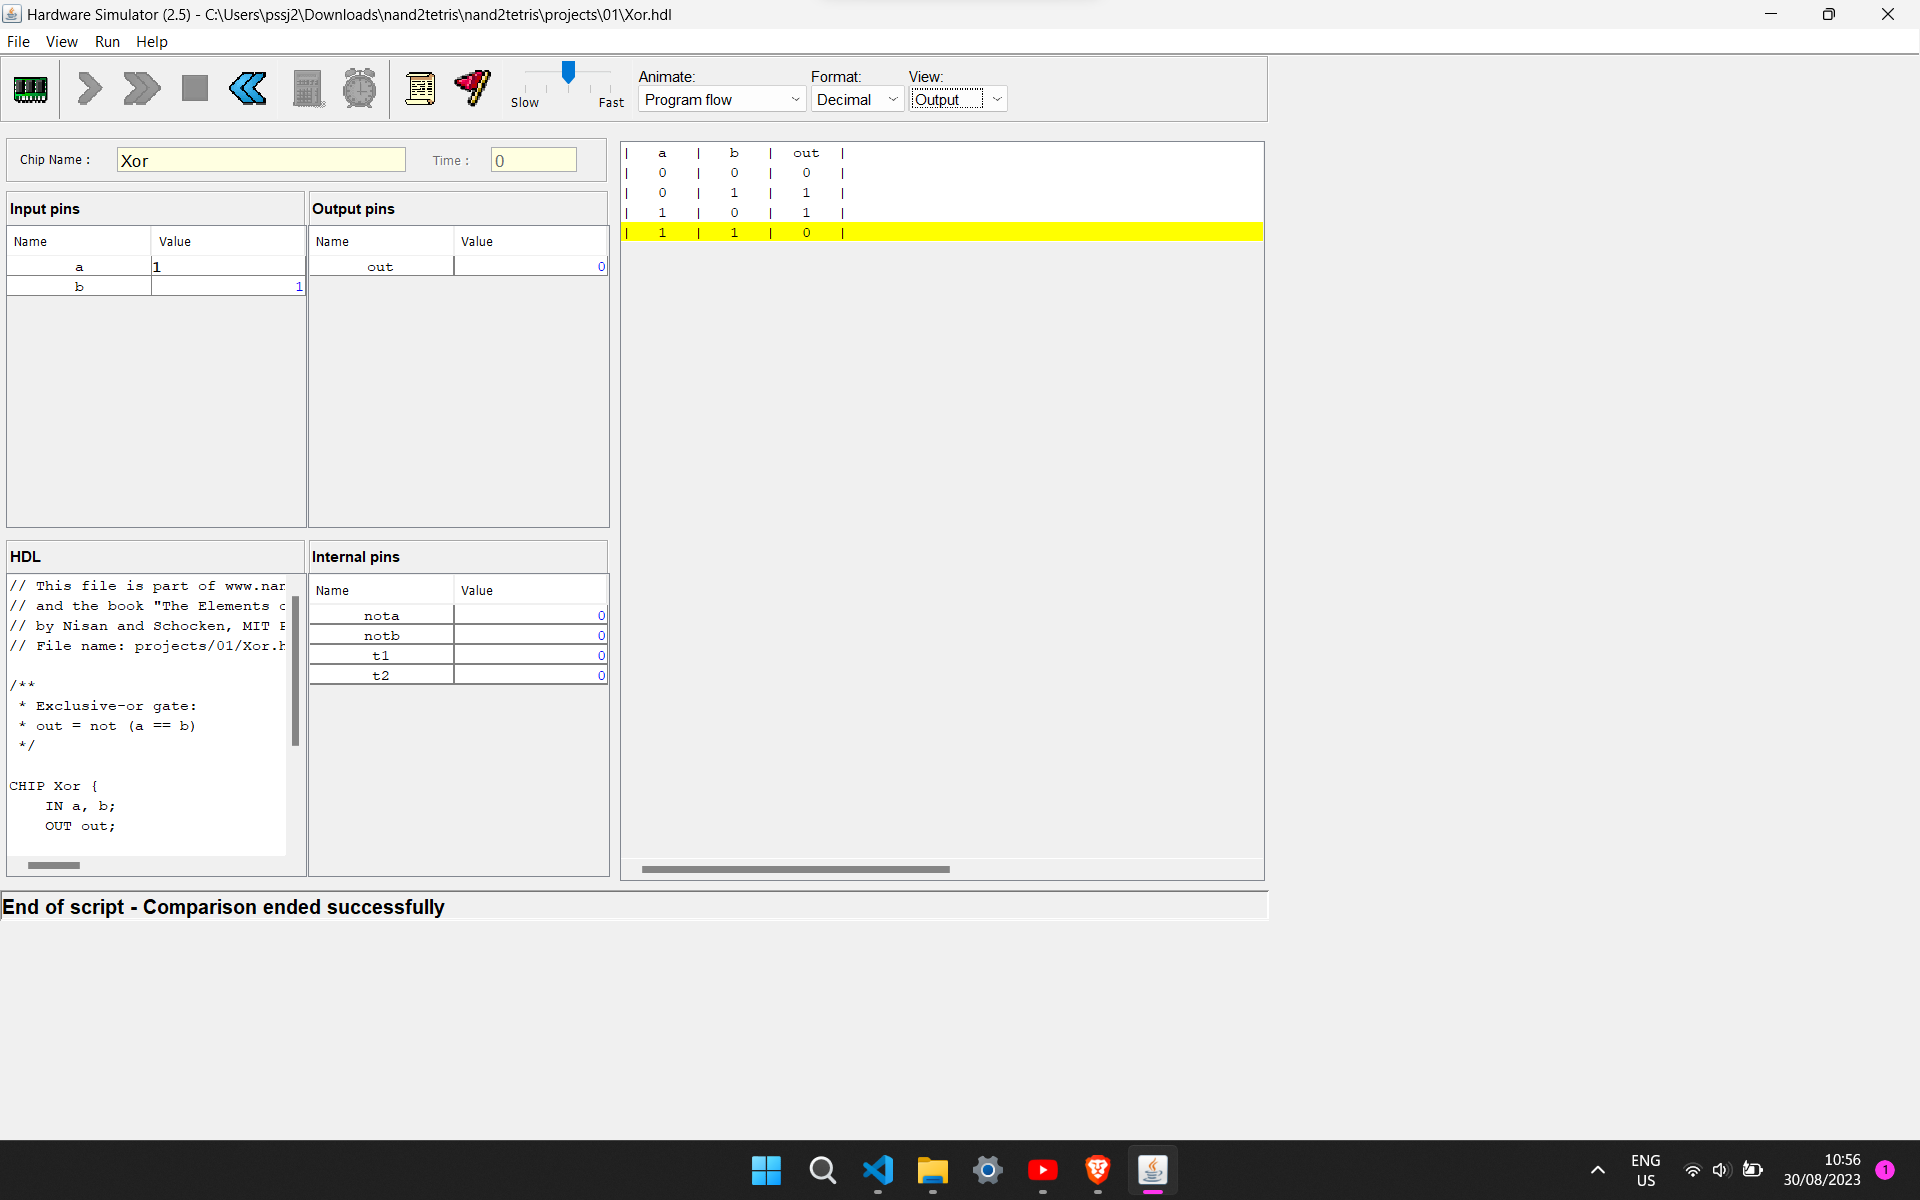 Hardware Simulator (2.5) - C:\Users\pssj2\Downloads\nand2tetris\nand2tetris\projects\01\Xor.hdl
File View Run Help
Slow Fast
Animate: Format: View:
Program flow Decimal Output
Chip Name : Xor Time : 0
Input pins
Name Value
a 1
b 1
Output pins
Name Value
out 0
| a | b | out |
| 0 | 0 | 0 |
| 0 | 1 | 1 |
| 1 | 0 | 1 |
| 1 | 1 | 0 |
HDL
// This file is part of www.nan
// and the book "The Elements o
// by Nisan and Schocken, MIT P
// File name: projects/01/Xor.h
/**
* Exclusive-or gate:
* out = not (a == b)
*/
CHIP Xor {
IN a, b;
OUT out;
Internal pins
Name Value
nota 0
notb 0
t1 0
t2 0
End of script - Comparison ended successfully
ENG
US
10:56
30/08/2023
1